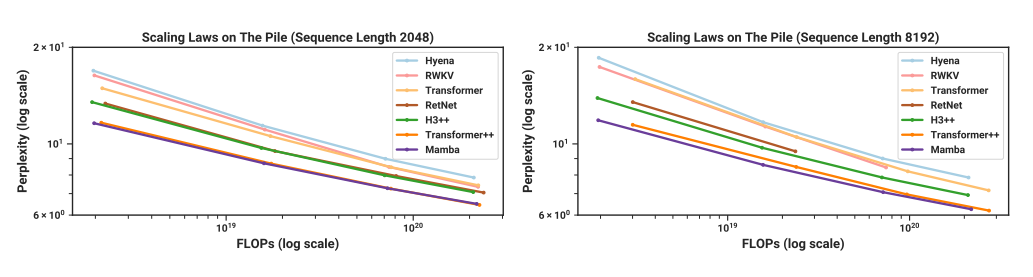 Scaling Laws on The Pile (Sequence Length 2048)
2 × 10¹
10¹
6 × 10⁰
Perplexity (log scale)
Hyena
RWKV
Transformer
RetNet
H3++
Transformer++
Mamba
10¹⁹
10²⁰
FLOPs (log scale)
Scaling Laws on The Pile (Sequence Length 8192)
2 × 10¹
10¹
6 × 10⁰
Perplexity (log scale)
Hyena
RWKV
Transformer
RetNet
H3++
Transformer++
Mamba
10¹⁹
10²⁰
FLOPs (log scale)